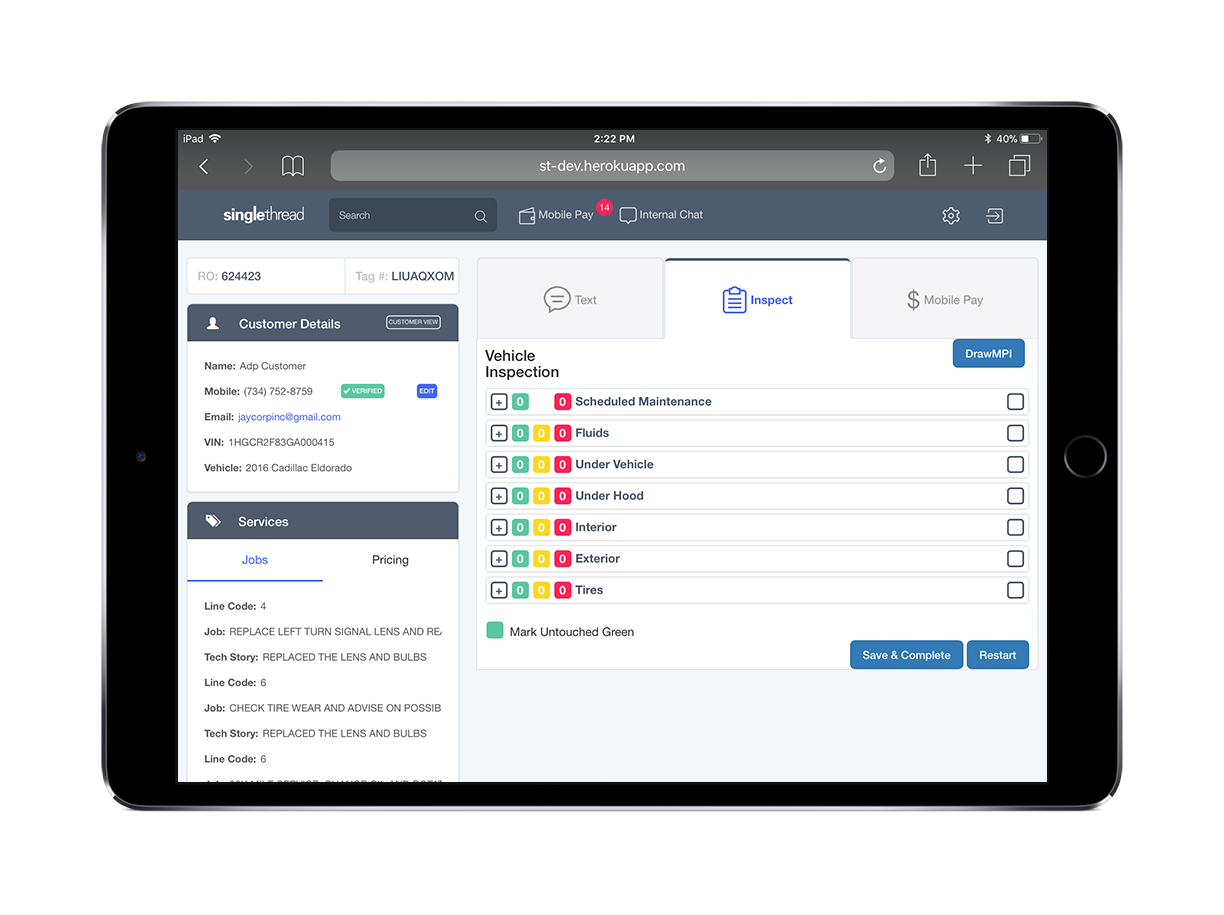 iPad
2:22 PM
40%
st-dev.herokuapp.com
singlethread
Search
Mobile Pay
14
Internal Chat
RO: 624423
Tag #: LIUAQXOM
Customer Details
CUSTOMER VIEW
Name: Adp Customer
Mobile: (734) 752-8759
VERIFIED
EDIT
Email: jaycorpinc@gmail.com
VIN: 1HGCR2F83GA000415
Vehicle: 2016 Cadillac Eldorado
Services
Jobs
Pricing
Line Code: 4
Job: REPLACE LEFT TURN SIGNAL LENS AND
Tech Story: REPLACED THE LENS AND BULBS
Line Code: 6
Job: CHECK TIRE WEAR AND ADVISE ON POSSIB
Tech Story: REPLACED THE LENS AND BULBS
Line Code: 6
Text
Inspect
$ Mobile Pay
Vehicle
Inspection
DrawMPI
+ 0 0 Scheduled Maintenance
+ 0 0 0 Fluids
+ 0 0 0 Under Vehicle
+ 0 0 0 Under Hood
+ 0 0 0 Interior
+ 0 0 0 Exterior
+ 0 0 0 Tires
Mark Untouched Green
Save & Complete
Restart